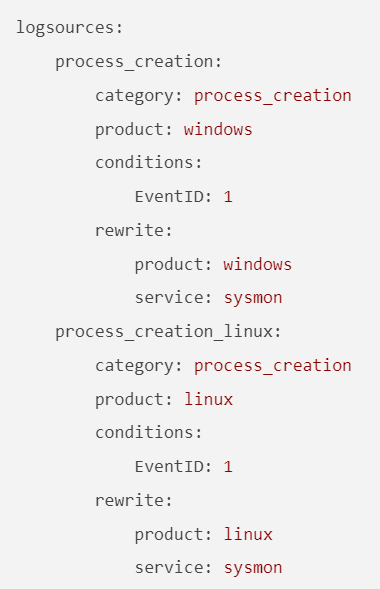 logsources:
    process_creation:
        category: process_creation
        product: windows
        conditions:
            EventID: 1
        rewrite:
            product: windows
            service: sysmon
    process_creation_linux:
        category: process_creation
        product: linux
        conditions:
            EventID: 1
        rewrite:
            product: linux
            service: sysmon